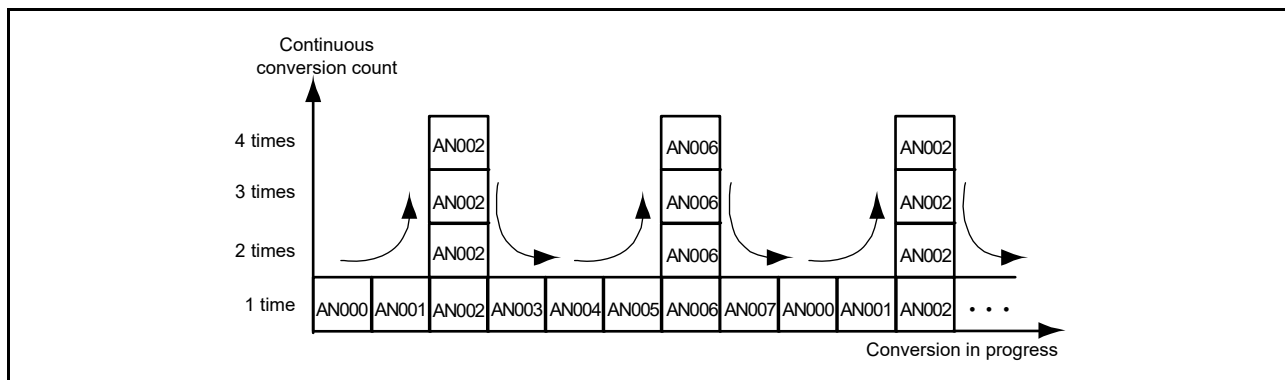 Continuous
conversion count
4 times AN002 AN006 AN002
3 times AN002 AN006 AN002
2 times AN002 AN006 AN002
1 time AN000 AN001 AN002 AN003 AN004 AN005 AN006 AN007 AN000 AN001 AN002 • • •
Conversion in progress